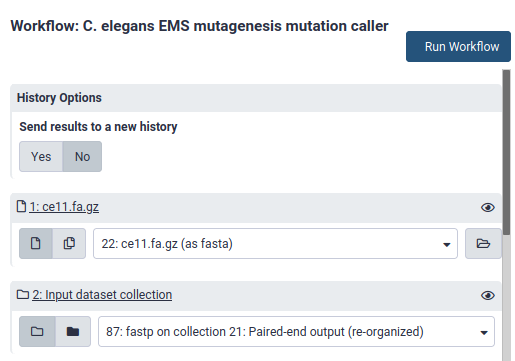 Workflow: C. elegans EMS mutagenesis mutation caller
Run Workflow
History Options
Send results to a new history
Yes No
1: ce11.fa.gz
22: ce11.fa.gz (as fasta)
2: Input dataset collection
87: fastp on collection 21: Paired-end output (re-organized)